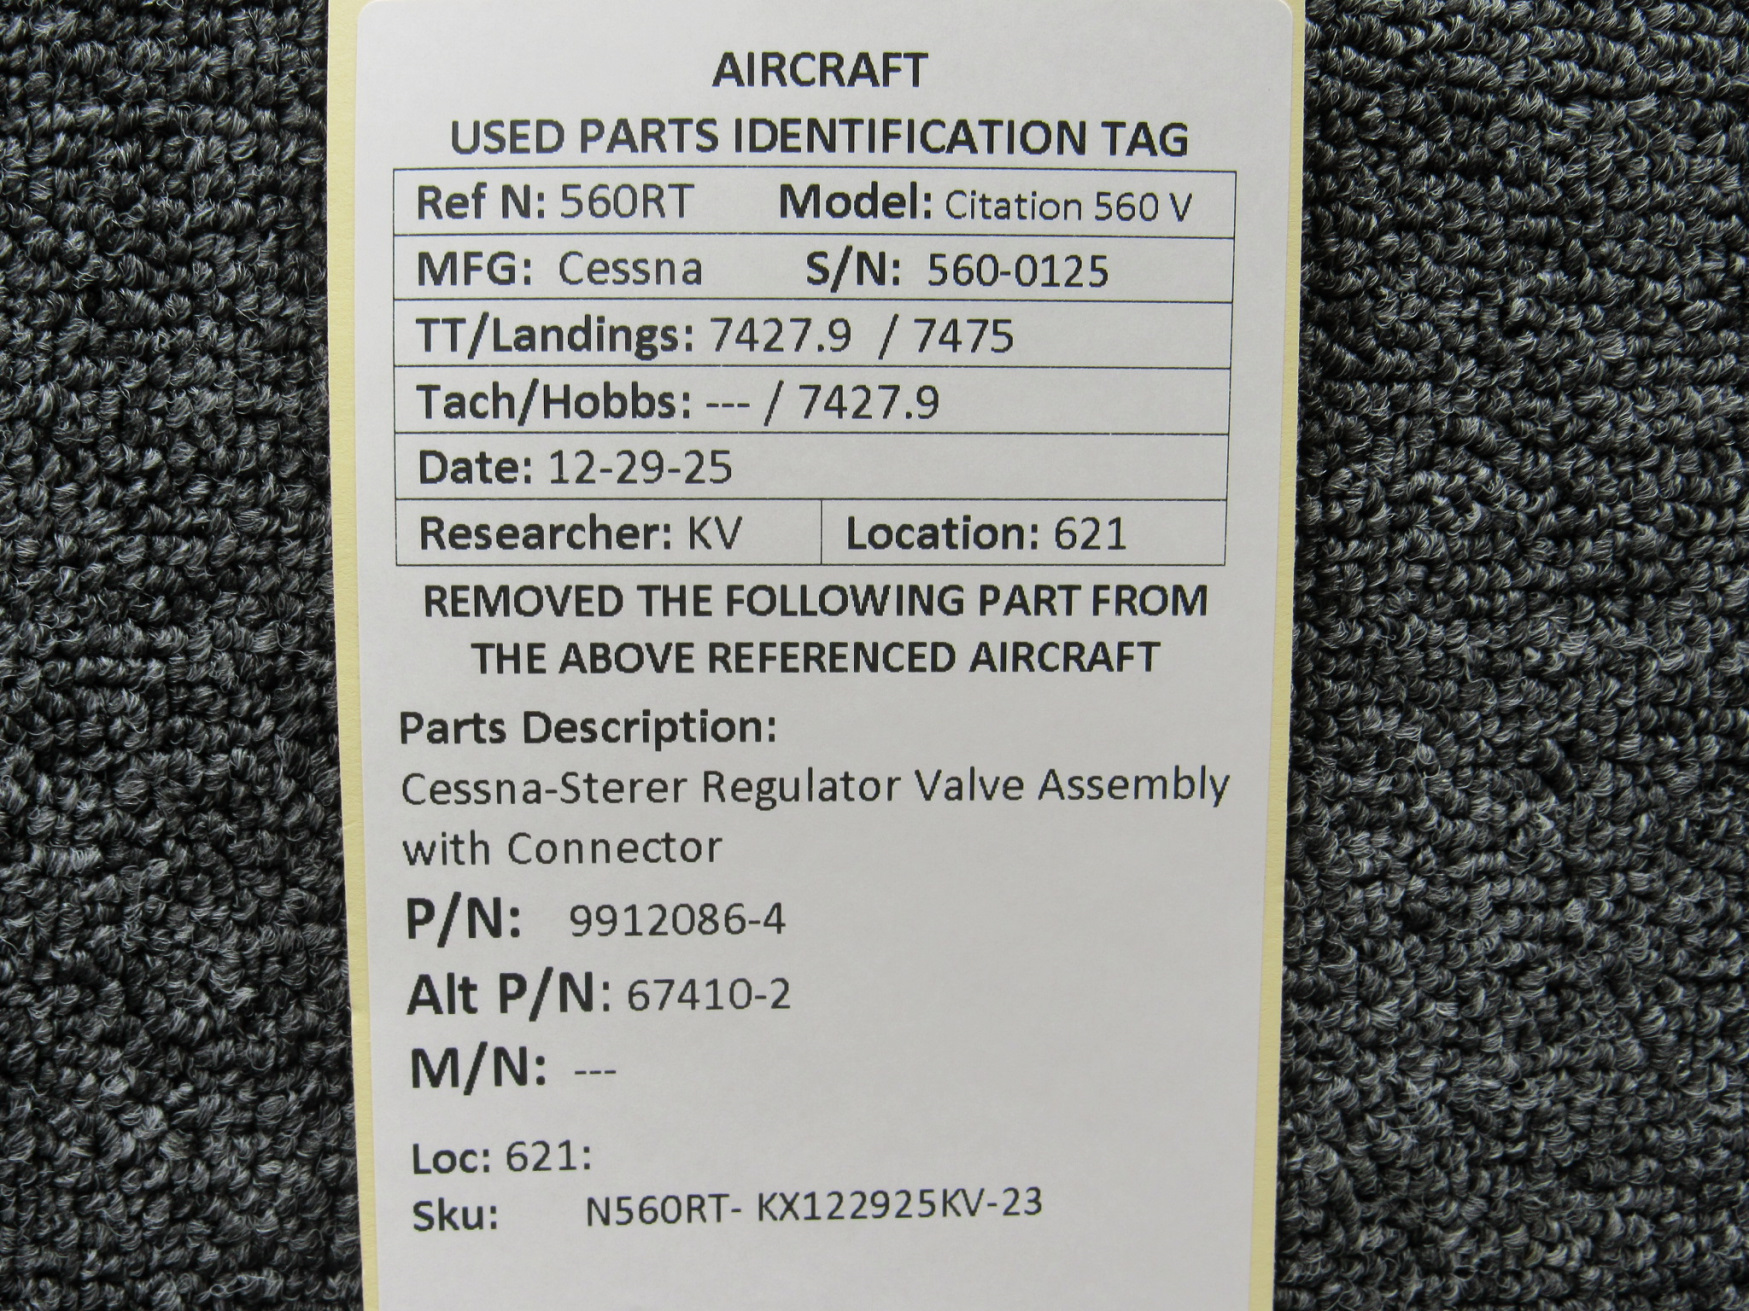 AIRCRAFT
USED PARTS IDENTIFICATION TAG
Ref N: 560RT Model: Citation 560 V
MFG: Cessna S/N: 560-0125
TT/Landings: 7427.9 / 7475
Tach/Hobbs: --- / 7427.9
Date: 12-29-25
Researcher: KV Location: 621
REMOVED THE FOLLOWING PART FROM
THE ABOVE REFERENCED AIRCRAFT
Parts Description:
Cessna-Sterer Regulator Valve Assembly
with Connector
P/N: 9912086-4
Alt P/N: 67410-2
M/N: ---
Loc: 621:
Sku: N560RT- KX122925KV-23